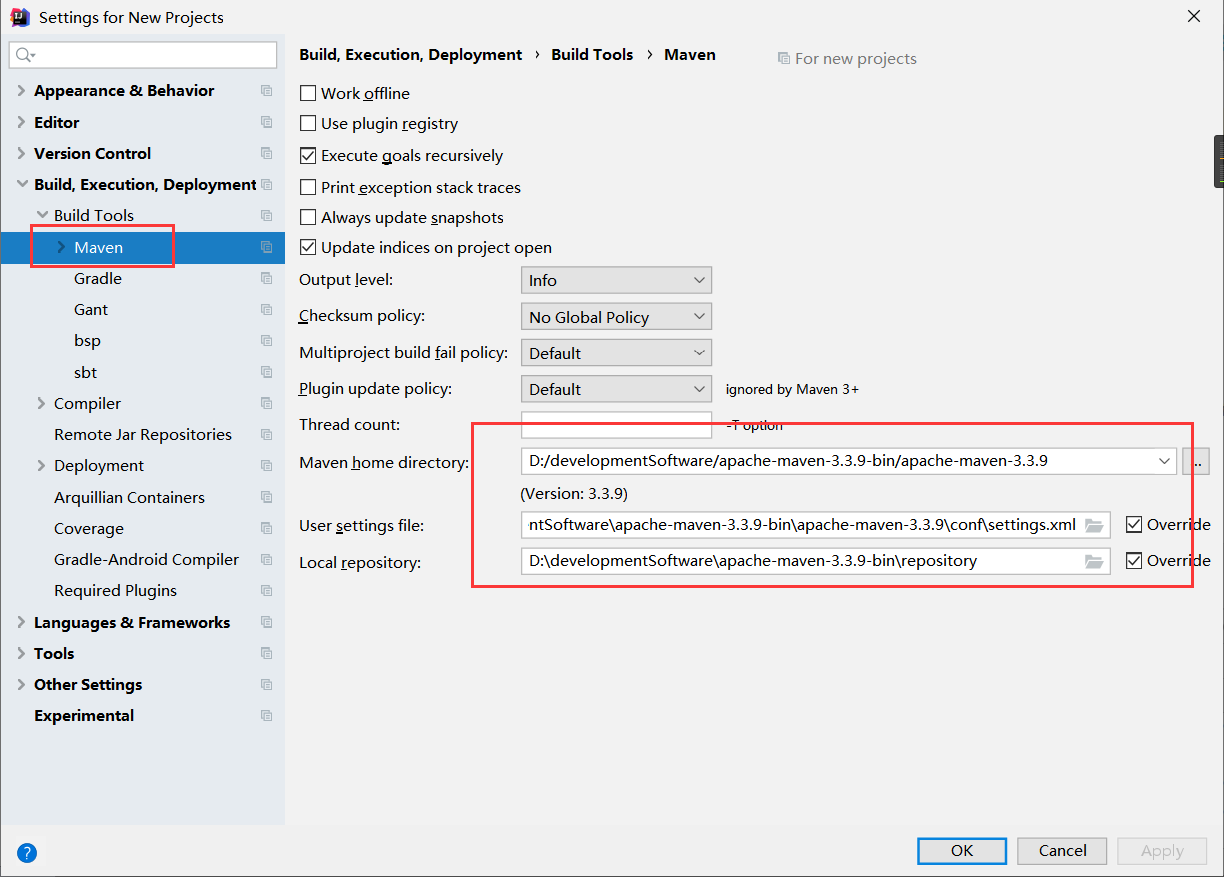 Settings for New Projects
Appearance & Behavior
Editor
Version Control
Build, Execution, Deployment
Build Tools
Maven
Gradle
Gant
bsp
sbt
Compiler
Remote Jar Repositories
Deployment
Arquillian Containers
Coverage
Gradle-Android Compiler
Required Plugins
Languages & Frameworks
Tools
Other Settings
Experimental
Build, Execution, Deployment › Build Tools › Maven For new projects
Work offline
Use plugin registry
Execute goals recursively
Print exception stack traces
Always update snapshots
Update indices on project open
Output level: Info
Checksum policy: No Global Policy
Multiproject build fail policy: Default
Plugin update policy: Default ignored by Maven 3+
Thread count: -T option
Maven home directory: D:/developmentSoftware/apache-maven-3.3.9-bin/apache-maven-3.3.9 ..
(Version: 3.3.9)
User settings file: ntSoftware\apache-maven-3.3.9-bin\apache-maven-3.3.9\conf\settings.xml Override
Local repository: D:\developmentSoftware\apache-maven-3.3.9-bin\repository Override
? OK Cancel Apply